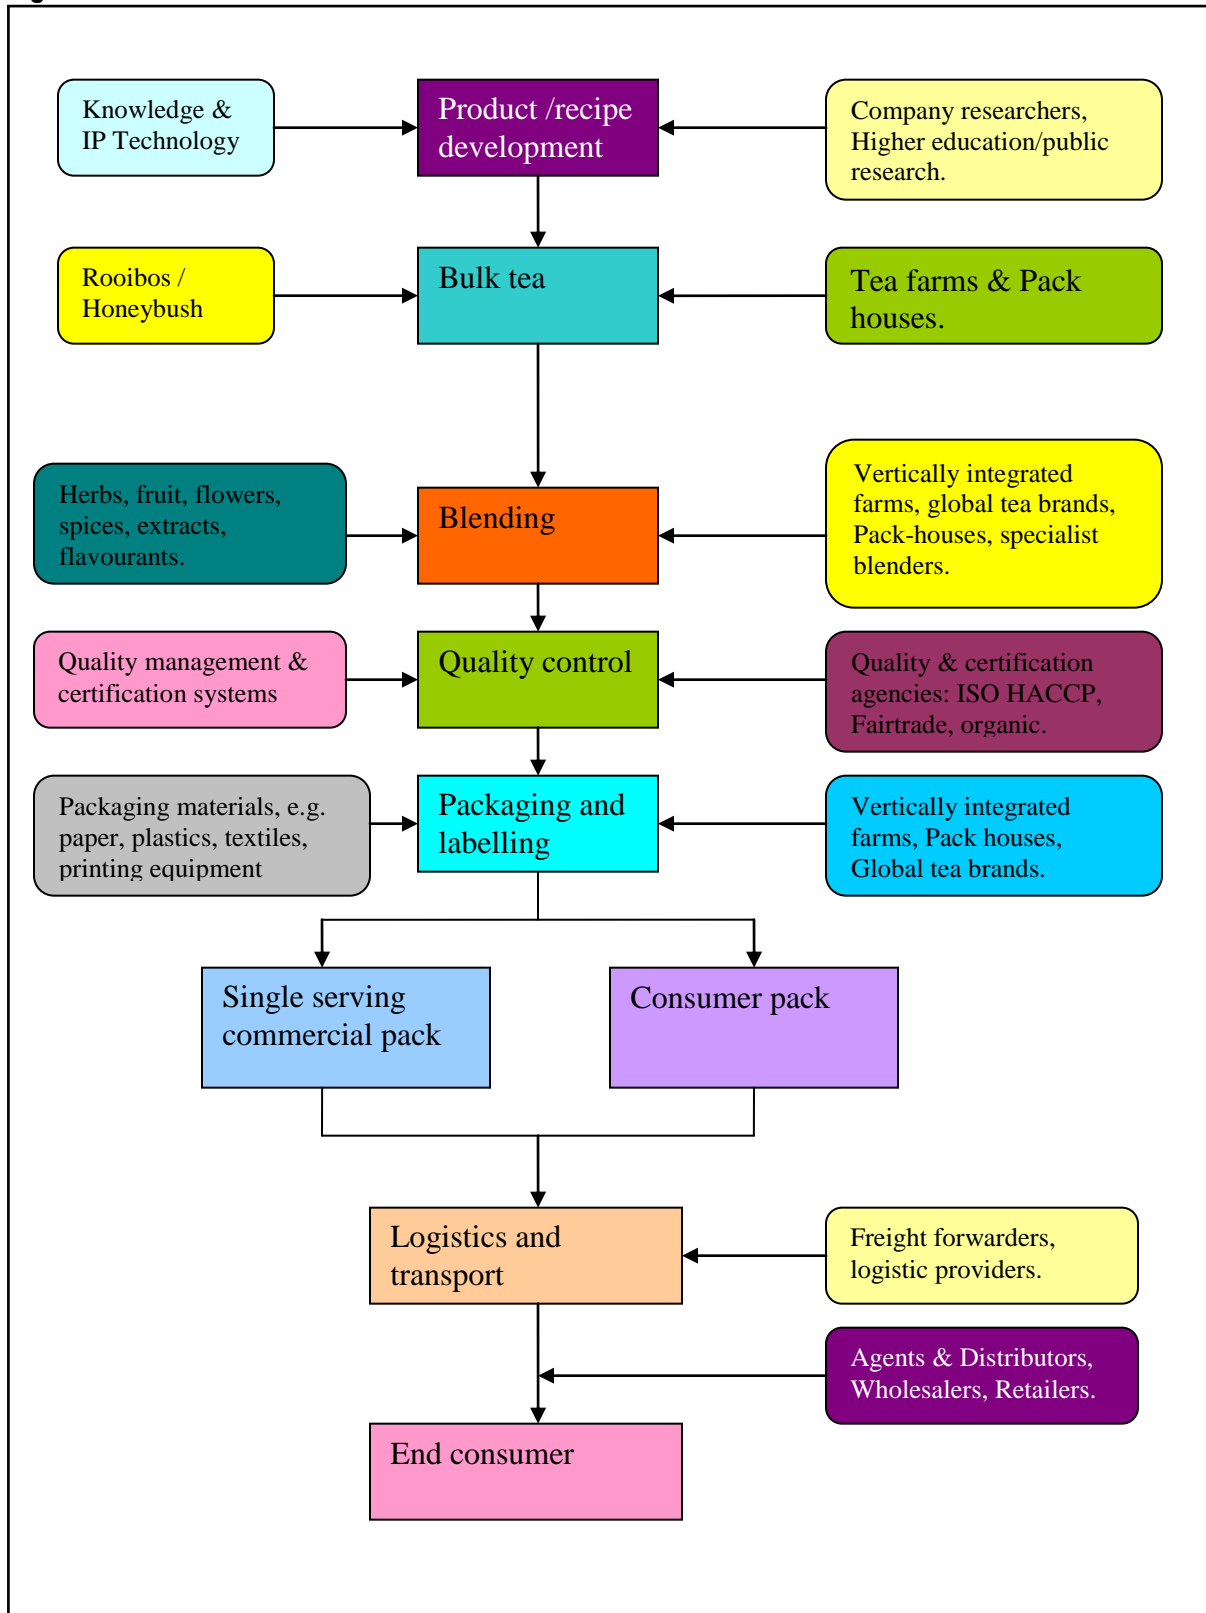 Knowledge &
IP Technology
Product /recipe
development
Company researchers,
Higher education/public
research.
Rooibos /
Honeybush
Bulk tea
Tea farms & Pack
houses.
Herbs, fruit, flowers,
spices, extracts,
flavourants.
Blending
Vertically integrated
farms, global tea brands,
Pack-houses, specialist
blenders.
Quality management &
certification systems
Quality control
Quality & certification
agencies: ISO HACCP,
Fairtrade, organic.
Packaging materials, e.g.
paper, plastics, textiles,
printing equipment
Packaging and
labelling
Vertically integrated
farms, Pack houses,
Global tea brands.
Single serving
commercial pack
Consumer pack
Logistics and
transport
Freight forwarders,
logistic providers.
Agents & Distributors,
Wholesalers, Retailers.
End consumer